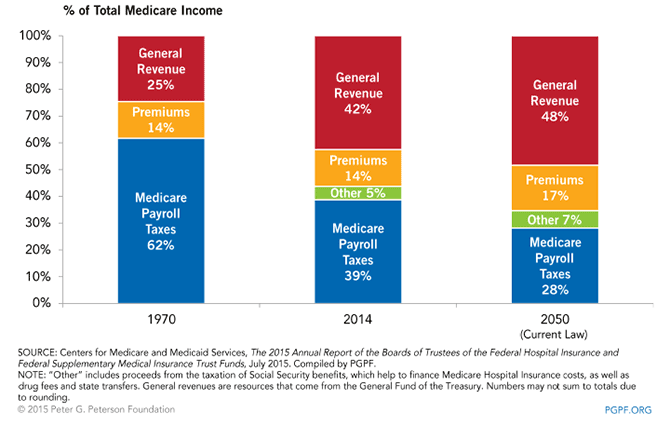 % of Total Medicare Income
100%
90%
80%
70%
60%
50%
40%
30%
20%
10%
0%
General
Revenue
25%
Premiums
14%
Medicare
Payroll
Taxes
62%
General
Revenue
42%
Premiums
14%
Other 5%
Medicare
Payroll
Taxes
39%
General
Revenue
48%
Premiums
17%
Other 7%
Medicare
Payroll
Taxes
28%
1970
2014
2050
(Current Law)
SOURCE: Centers for Medicare and Medicaid Services, The 2015 Annual Report of the Boards of Trustees of the Federal Hospital Insurance and
Federal Supplementary Medical Insurance Trust Funds, July 2015. Compiled by PGPF.
NOTE: “Other” includes proceeds from the taxation of Social Security benefits, which help to finance Medicare Hospital Insurance costs, as well as
drug fees and state transfers. General revenues are resources that come from the General Fund of the Treasury. Numbers may not sum to totals due
to rounding.
© 2015 Peter G. Peterson Foundation
PGPF.ORG